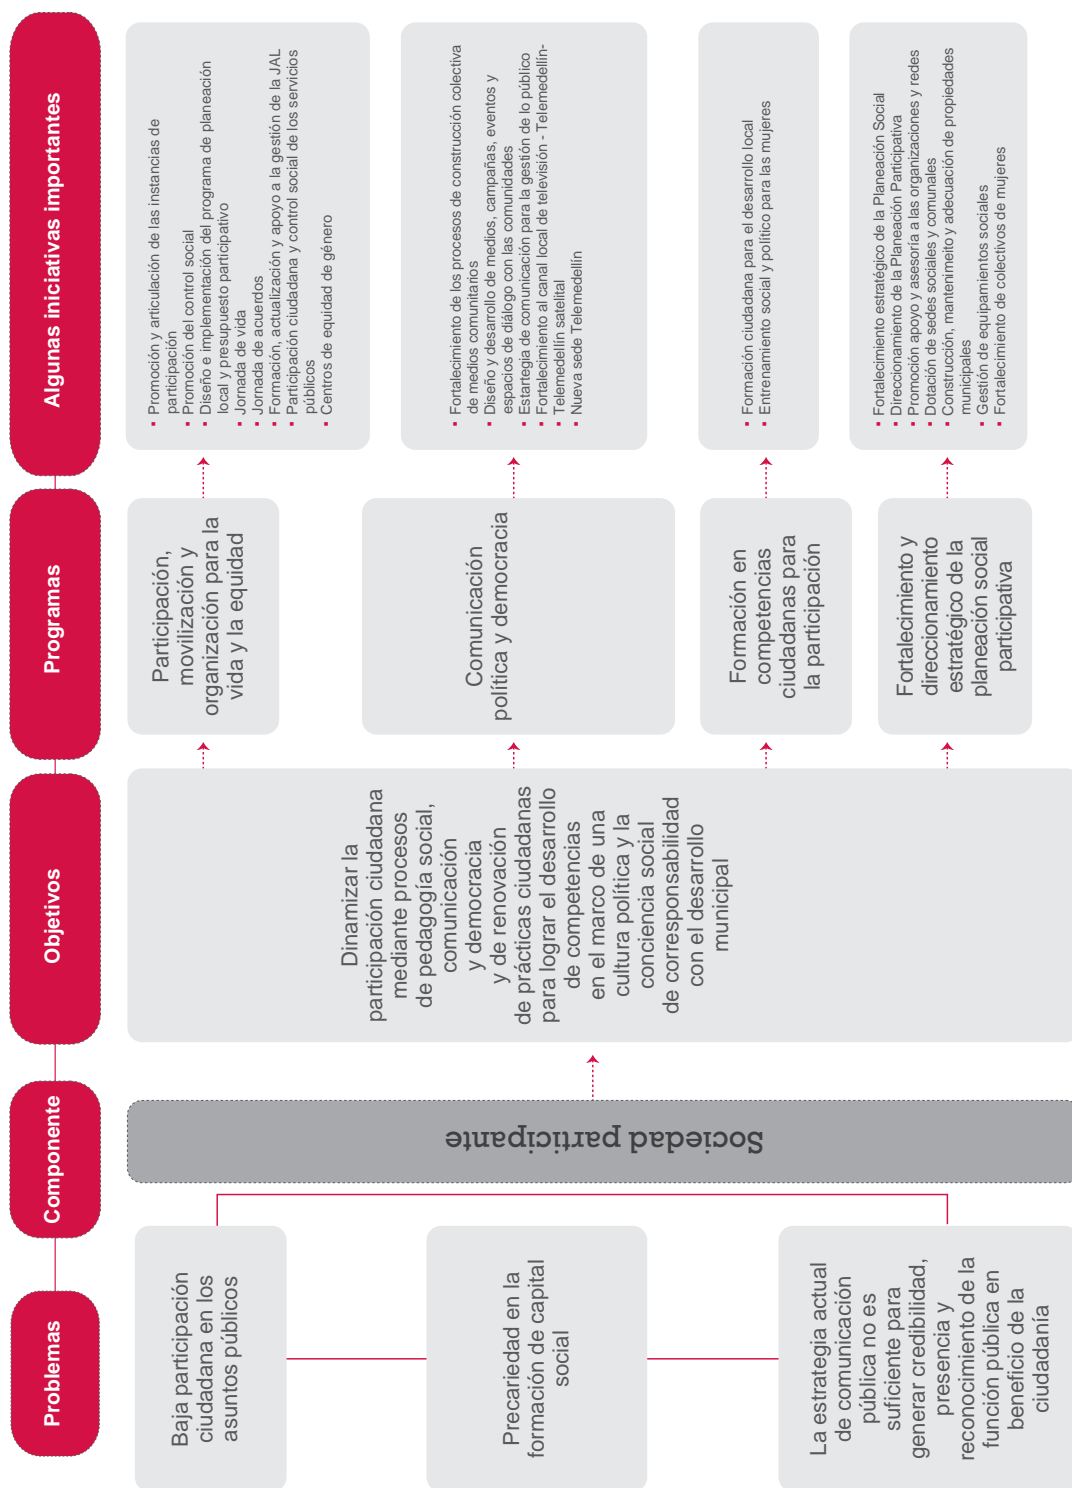 Problemas
Componente
Objetivos
Programas
Algunas iniciativas importantes
Baja participación
ciudadana en los
asuntos públicos
Precariedad en la
formación de capital
social
La estrategia actual
de comunicación
pública no es
suficiente para
generar credibilidad,
presencia y
reconocimiento de la
función pública en
beneficio de la
ciudadanía
Sociedad participante
Dinamizar la
participación ciudadana
mediante procesos
de pedagogía social,
comunicación
y democracia
y de renovación
de prácticas ciudadanas
para lograr el desarrollo
de competencias
en el marco de una
cultura política y la
conciencia social
de corresponsabilidad
con el desarrollo
municipal
Participación,
movilización y
organización para la
vida y la equidad
▪ Promoción y articulación de las instancias de
participación
▪ Promoción del control social
▪ Diseño e implementación del programa de planeación
local y presupuesto participativo
▪ Jornada de vida
▪ Jornada de acuerdos
▪ Formación, actualización y apoyo a la gestión de la JAL
▪ Participación ciudadana y control social de los servicios
públicos
▪ Centros de equidad de género
Comunicación
política y democracia
▪ Fortalecimiento de los procesos de construcción colectiva
de medios comunitarios
▪ Diseño y desarrollo de medios, campañas, eventos y
espacios de diálogo con las comunidades
▪ Estartegia de comunicación para la gestión de lo público
▪ Fortalecimiento al canal local de televisión - Telemedellín-
▪ Telemedellín satelital
▪ Nueva sede Telemedellín
Formación en
competencias
ciudadanas para
la participación
▪ Formación ciudadana para el desarrollo local
▪ Entrenamiento social y político para las mujeres
Fortalecimiento y
direccionamiento
estratégico de la
planeación social
participativa
▪ Fortalecimiento estratégico de la Planeación Social
▪ Direccionamiento de la Planeación Participativa
▪ Promoción apoyo y asesoría a las organizaciones y redes
▪ Dotación de sedes sociales y comunales
▪ Construcción, mantenimeito y adecuación de propiedades
municipales
▪ Gestión de equipamientos sociales
▪ Fortalecimiento de colectivos de mujeres